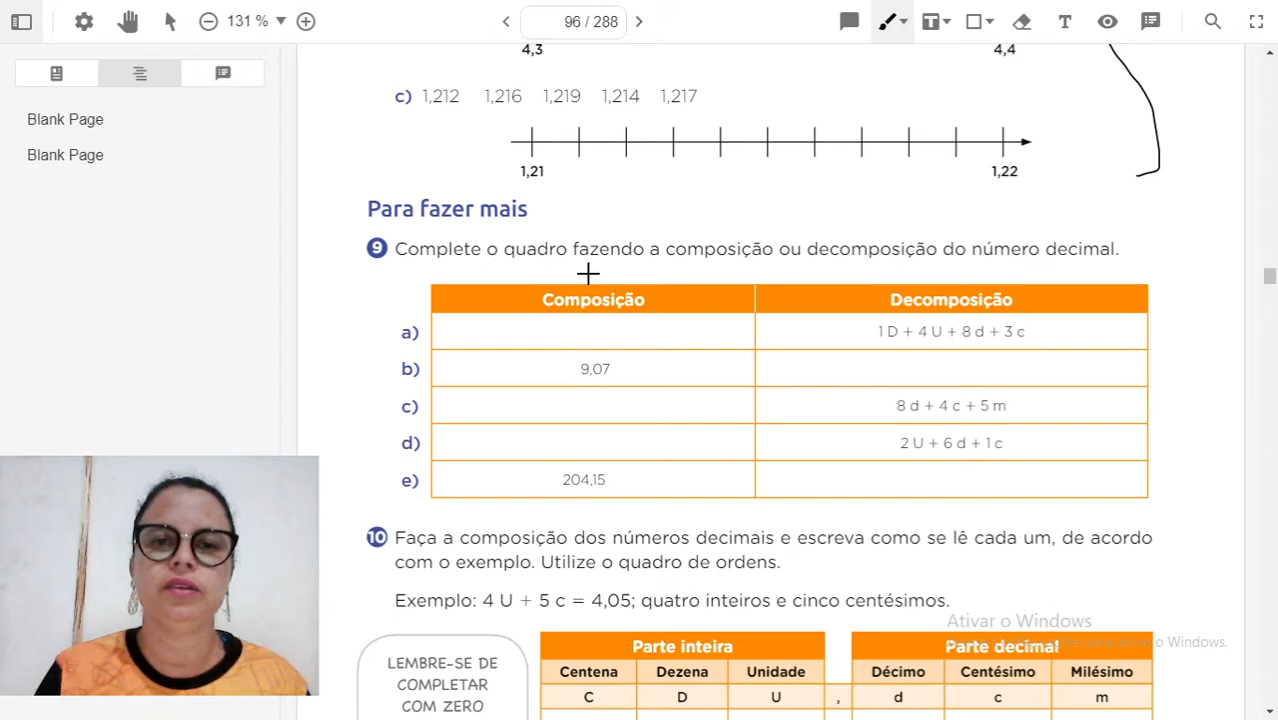 131 %
96 / 288
Blank Page
Blank Page
4,3 4,4
c) 1,212 1,216 1,219 1,214 1,217
1,21 1,22
Para fazer mais
9 Complete o quadro fazendo a composição ou decomposição do número decimal.
Composição Decomposição
a) 1 D + 4 U + 8 d + 3 c
b) 9,07
c) 8 d + 4 c + 5 m
d) 2 U + 6 d + 1 c
e) 204,15
10 Faça a composição dos números decimais e escreva como se lê cada um, de acordo
com o exemplo. Utilize o quadro de ordens.
Exemplo: 4 U + 5 c = 4,05; quatro inteiros e cinco centésimos.
Ativar o Windows
Windows.
LEMBRE-SE DE
COMPLETAR
COM ZERO
Parte inteira Parte decimal
Centena Dezena Unidade Décimo Centésimo Milésimo
C D U , d c m